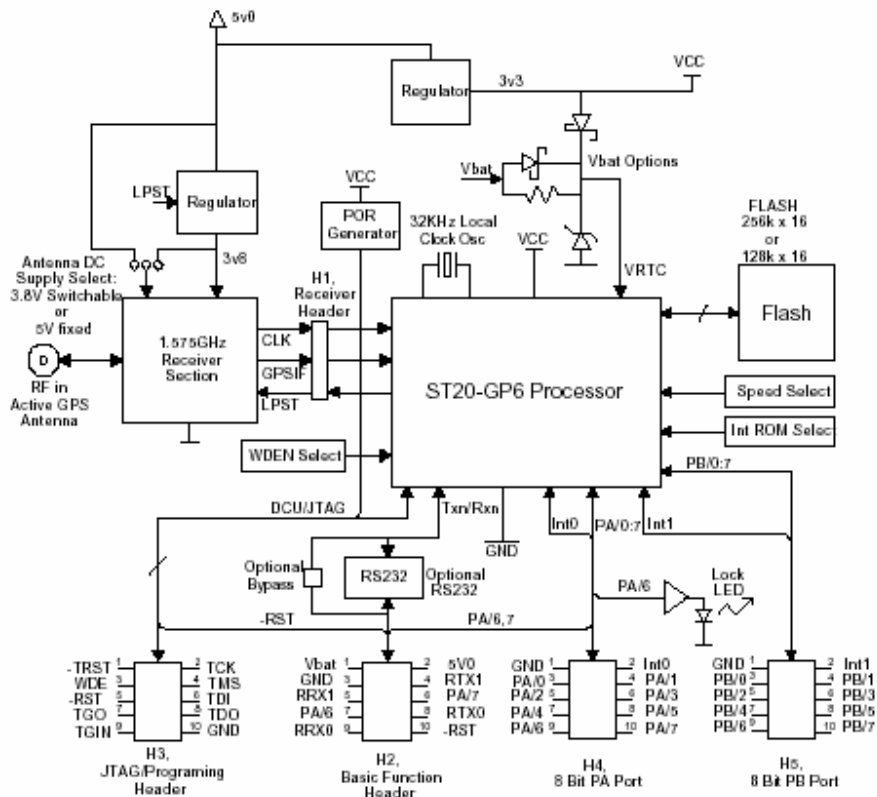 5v0
Regulator
3v3
VCC
Vbat
Vbat Options
LPST
Regulator
VCC
POR
Generator
32KHz Local
Clock Osc
VCC
VRTC
FLASH
256k x 16
or
128k x 16
Flash
Antenna DC
Supply Select:
3.8V Switchable
or
5V fixed
3v8
H1,
Receiver
Header
1.575GHz
Receiver
Section
CLK
GPSIF
LPST
D
RF in
Active GPS
Antenna
ST20-GP6 Processor
Speed Select
Int ROM Select
WDEN Select
PB/0:7
DCU/JTAG
Txn/Rxn
GND
Int0
PA/0:7
Int1
Optional
Bypass
RS232
Optional
RS232
PA/6
Lock
LED
-RST
PA/6,7
-TRST 1 2 TCK
WDE 3 4 TMS
-RST 5 6 TDI
TGO 7 8 TDO
TGIN 9 10 GND
H3,
JTAG/Programing
Header
Vbat 1 2 5V0
GND 3 4 RTX1
RRX1 5 6 PA/7
PA/6 7 8 RTX0
RRX0 9 10 -RST
H2,
Basic Function
Header
GND 1 2 Int0
PA/0 3 4 PA/1
PA/2 5 6 PA/3
PA/4 7 8 PA/5
PA/6 9 10 PA/7
H4,
8 Bit PA Port
GND 1 2 Int1
PB/0 3 4 PB/1
PB/2 5 6 PB/3
PB/4 7 8 PB/5
PB/6 9 10 PB/7
H5,
8 Bit PB Port